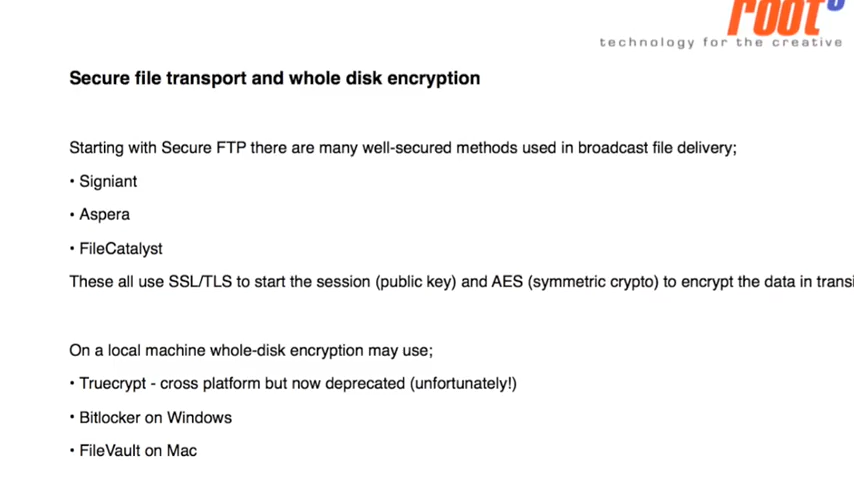 root6
technology for the creative
Secure file transport and whole disk encryption
Starting with Secure FTP there are many well-secured methods used in broadcast file delivery;
• Signiant
• Aspera
• FileCatalyst
These all use SSL/TLS to start the session (public key) and AES (symmetric crypto) to encrypt the data in transi
On a local machine whole-disk encryption may use;
• Truecrypt - cross platform but now deprecated (unfortunately!)
• Bitlocker on Windows
• FileVault on Mac